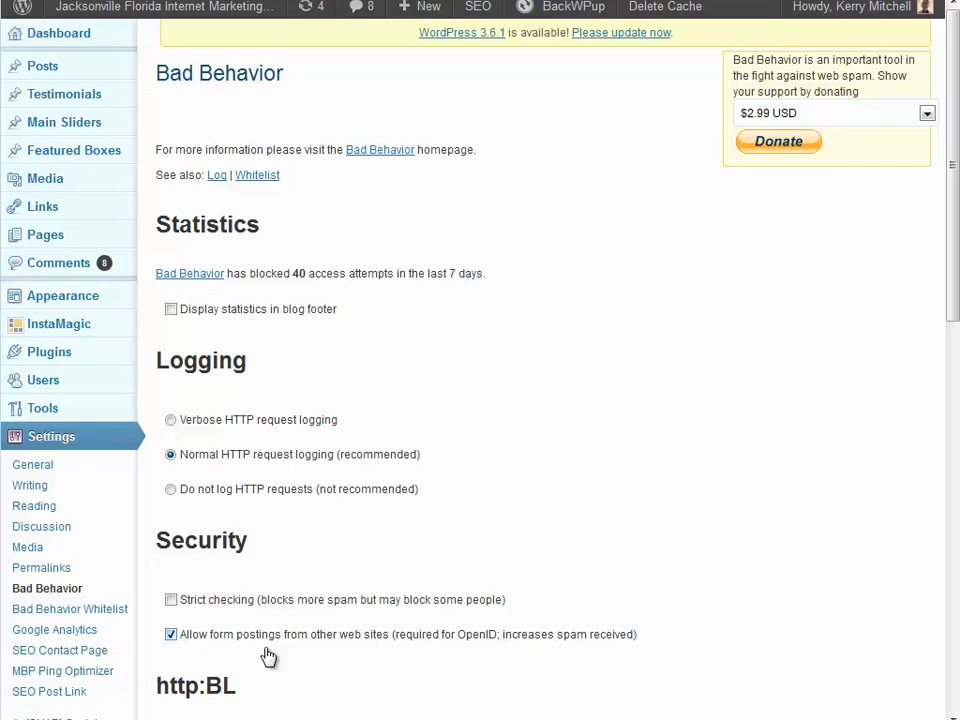 Jacksonville Florida Internet Marketing... 4 8 + New SEO BackWPup Delete Cache Howdy, Kerry Mitchell
WordPress 3.6.1 is available! Please update now.
Dashboard
Posts
Testimonials
Main Sliders
Featured Boxes
Media
Links
Pages
Comments 8
Appearance
InstaMagic
Plugins
Users
Tools
Settings
General
Writing
Reading
Discussion
Media
Permalinks
Bad Behavior
Bad Behavior Whitelist
Google Analytics
SEO Contact Page
MBP Ping Optimizer
SEO Post Link
Bad Behavior
Bad Behavior is an important tool in
the fight against web spam. Show
your support by donating
$2.99 USD
Donate
For more information please visit the Bad Behavior homepage.
See also: Log | Whitelist
Statistics
Bad Behavior has blocked 40 access attempts in the last 7 days.
Display statistics in blog footer
Logging
Verbose HTTP request logging
Normal HTTP request logging (recommended)
Do not log HTTP requests (not recommended)
Security
Strict checking (blocks more spam but may block some people)
Allow form postings from other web sites (required for OpenID; increases spam received)
http:BL